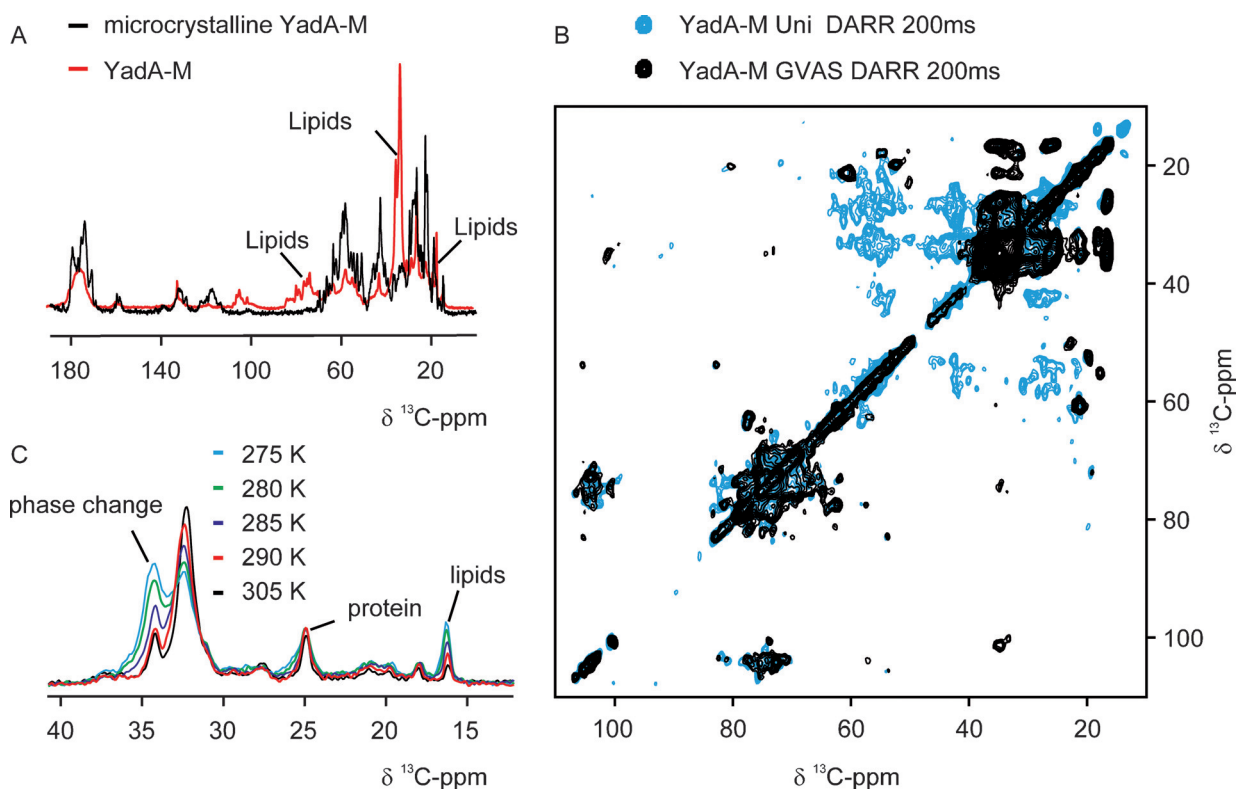 A
microcrystalline YadA-M
YadA-M
Lipids
Lipids
Lipids
180 140 100 60 20
δ ¹³C-ppm
B
YadA-M Uni DARR 200ms
YadA-M GVAS DARR 200ms
20
40
60
80
100
δ ¹³C-ppm
100 80 60 40 20
δ ¹³C-ppm
C
275 K
280 K
285 K
290 K
305 K
phase change
protein
lipids
40 35 30 25 20 15
δ ¹³C-ppm